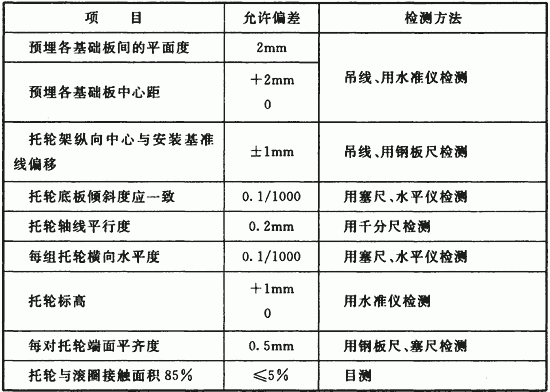 项 目 允许偏差 检测方法
预埋各基础板间的平面度 2mm 吊线、用水准仪检测
预埋各基础板中心距 +2mm
0
托轮架纵向中心与安装基准
线偏移 ±1mm 吊线、用钢板尺检测
托轮底板倾斜度应一致 0.1/1000 用塞尺、水平仪检测
托轮轴线平行度 0.2mm 用千分尺检测
每组托轮横向水平度 0.1/1000 用塞尺、水平仪检测
托轮标高 +1mm
0 用水准仪检测
每对托轮端面平齐度 0.5mm 用钢板尺、塞尺检测
托轮与滚圈接触面积85% ≤5% 目测